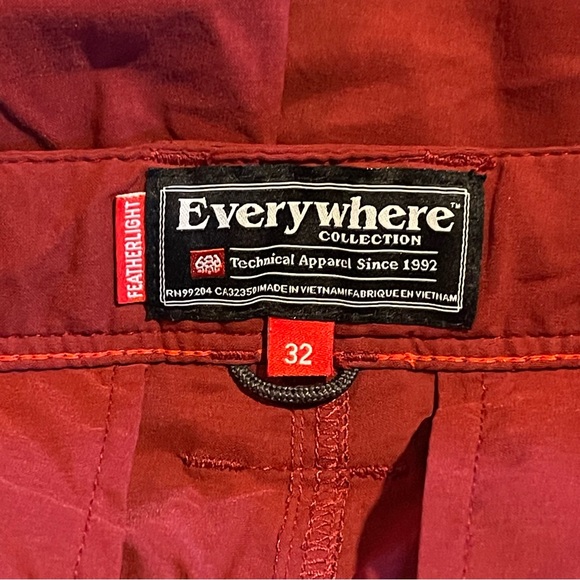 FEATHERLIGHT
Everywhere™
COLLECTION
686 Technical Apparel Since 1992
RN99204 CA32350 MADE IN VIETNAM FABRIQUE EN VIETNAM
32